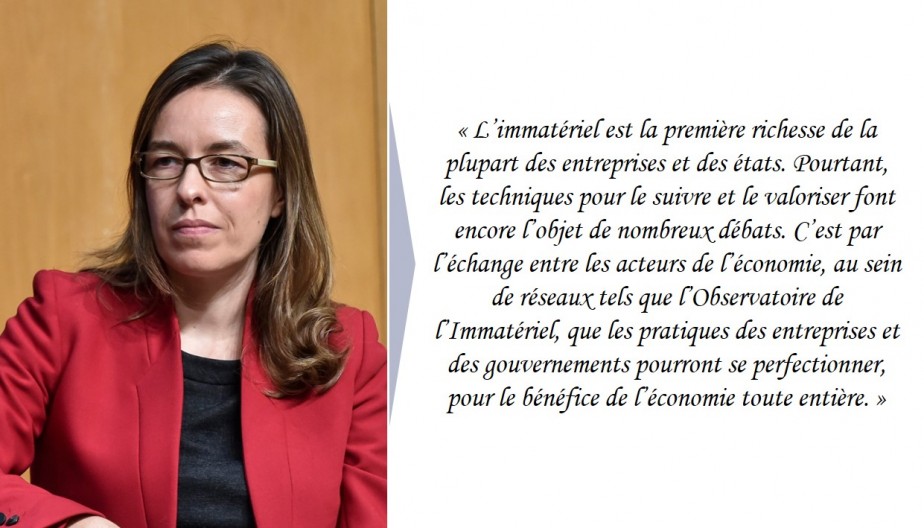 « L’immatériel est la première richesse de la
plupart des entreprises et des états. Pourtant,
les techniques pour le suivre et le valoriser font
encore l’objet de nombreux débats. C’est par
l’échange entre les acteurs de l’économie, au sein
de réseaux tels que l’Observatoire de
l’Immatériel, que les pratiques des entreprises et
des gouvernements pourront se perfectionner,
pour le bénéfice de l’économie toute entière. »